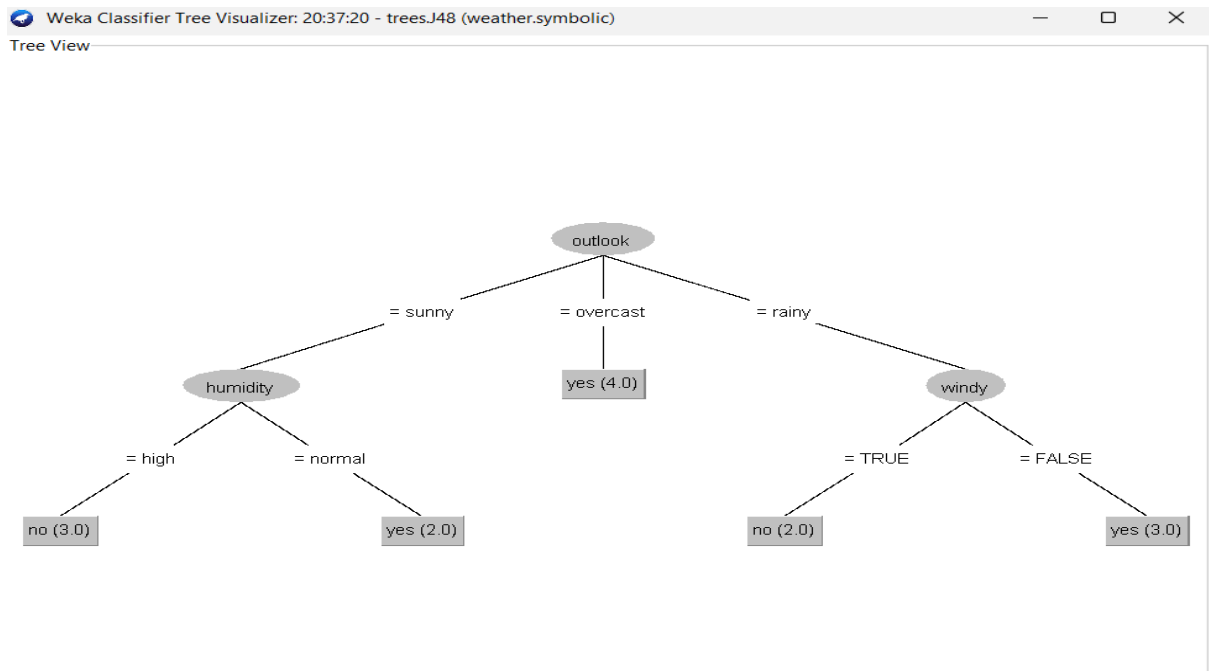 Weka Classifier Tree Visualizer: 20:37:20 - trees.J48 (weather.symbolic)
Tree View
outlook
= sunny
= overcast
= rainy
humidity
yes (4.0)
windy
= high
= normal
= TRUE
= FALSE
no (3.0)
yes (2.0)
no (2.0)
yes (3.0)